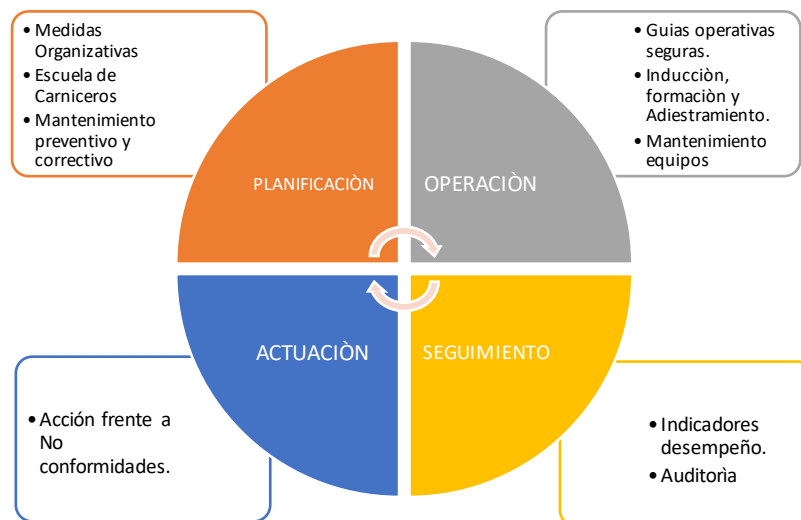 • Medidas
Organizativas
• Escuela de
Carniceros
• Mantenimiento
preventivo y
correctivo
• Guias operativas
seguras.
• Inducciòn,
formaciòn y
Adiestramiento.
• Mantenimiento
equipos
PLANIFICACIÒN
OPERACIÒN
ACTUACIÒN
SEGUIMIENTO
• Acción frente a
No
conformidades.
• Indicadores
desempeño.
• Auditorìa